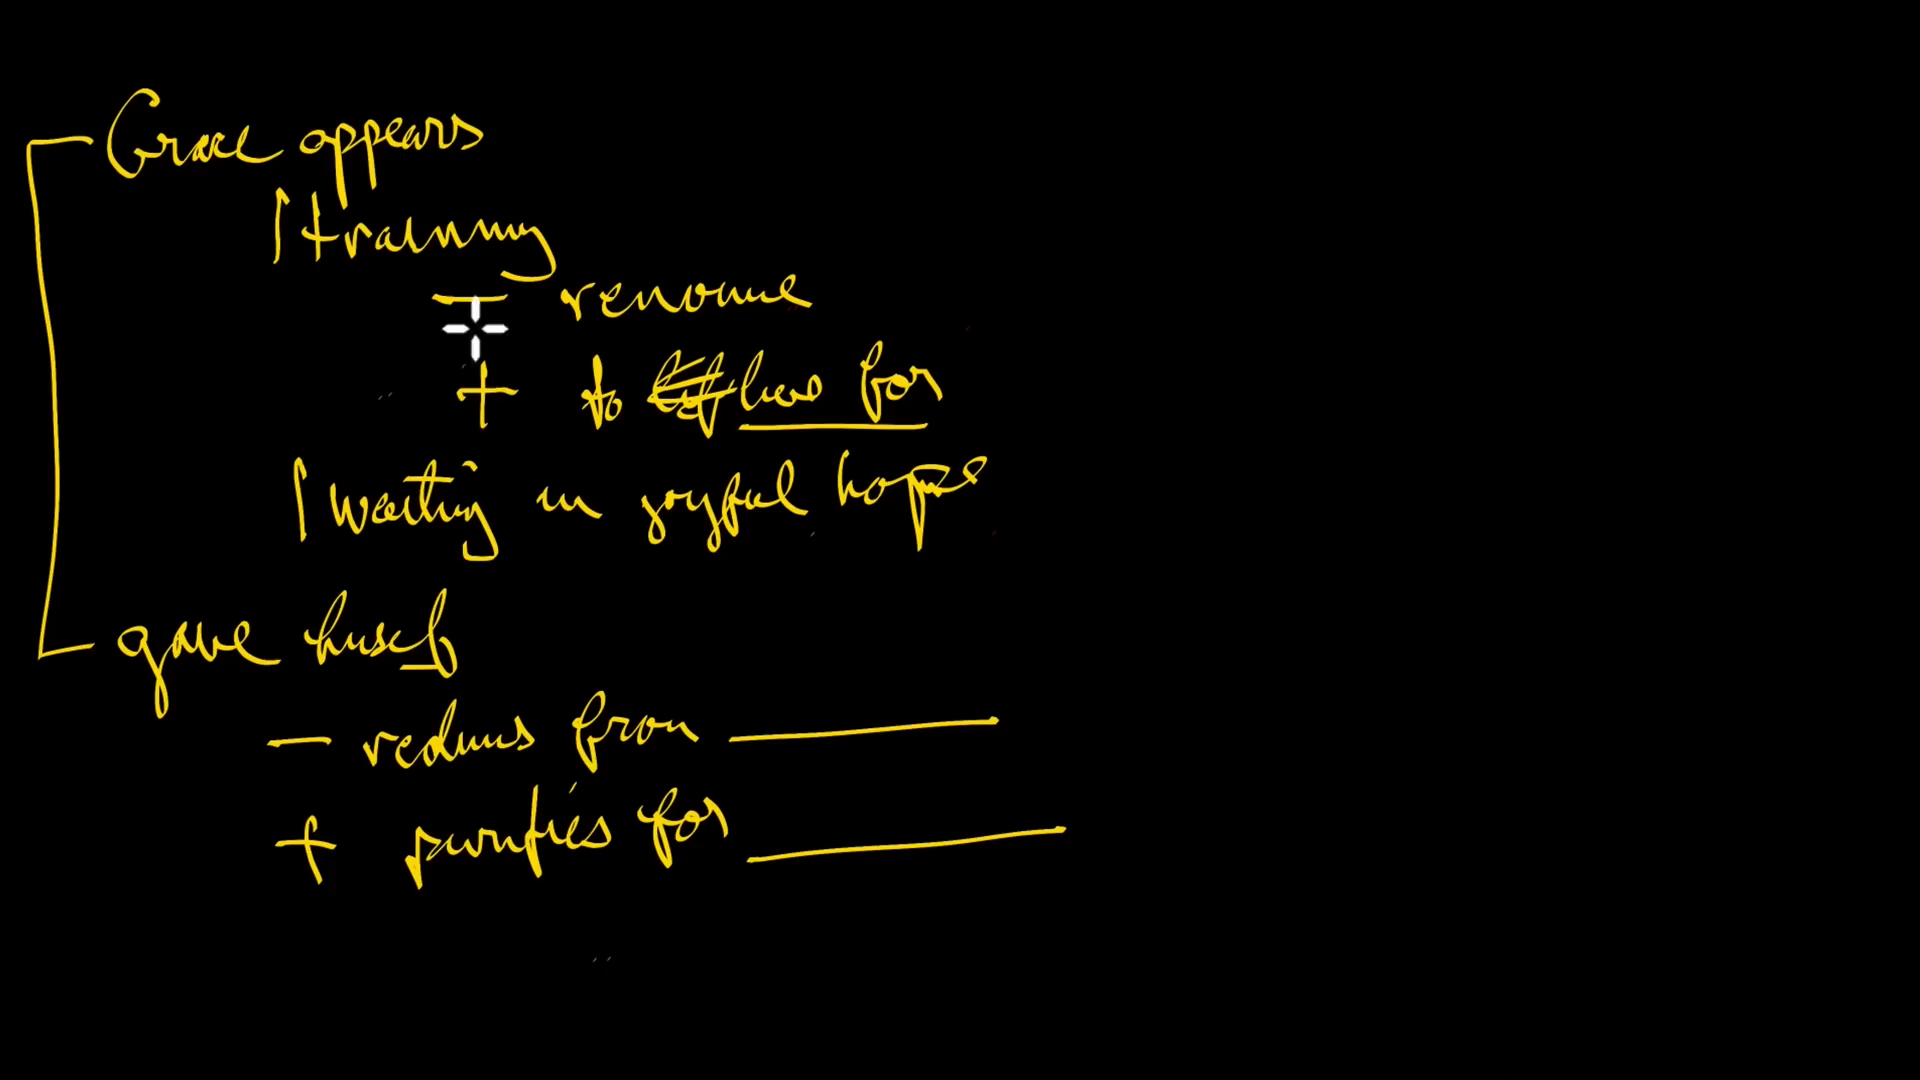 Grace appears
training
- renounce
+ to live for
waiting in joyful hope
gave himself
- redeems from
+ purifies for